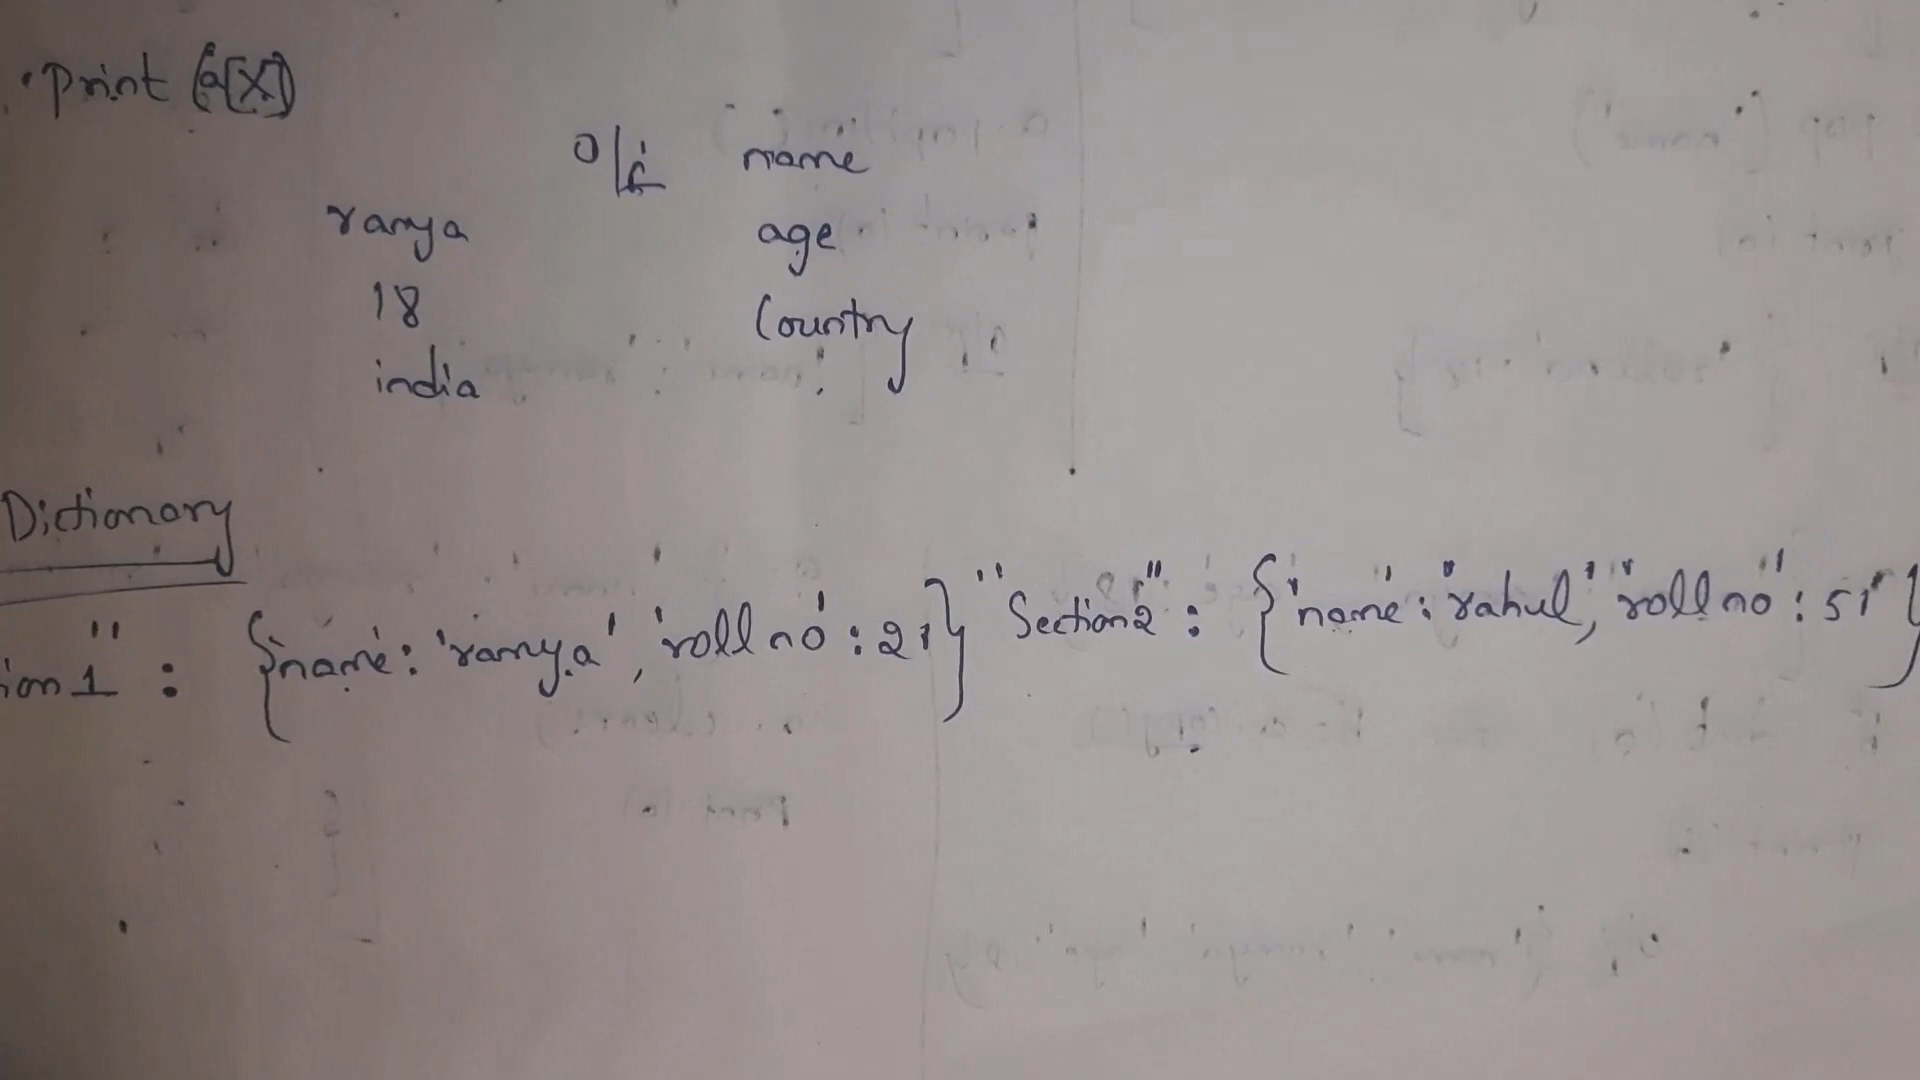 print (a[x])
o/p name
ramya age
18 Country
india
Dictionary
ion 1" : {'name': 'ramya', 'roll no': 21} "Section2" : {"name": "rahul", "roll no": 51}